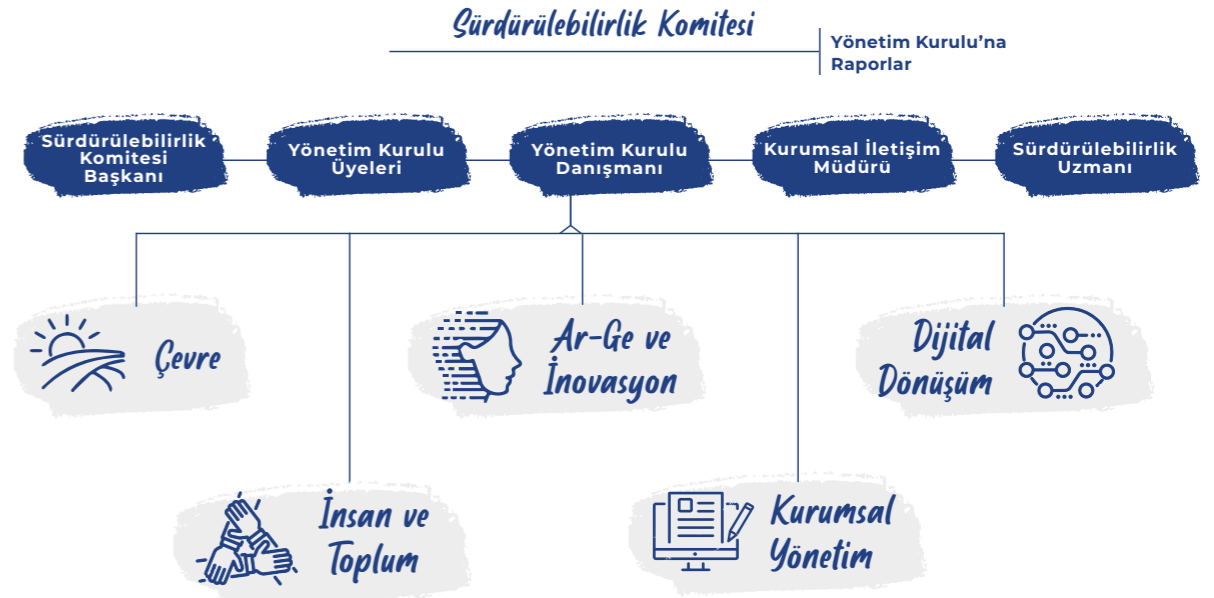 Sürdürülebilirlik Komitesi
Yönetim Kurulu'na
Raporlar
Sürdürülebilirlik
Komitesi
Başkanı
Yönetim Kurulu
Üyeleri
Yönetim Kurulu
Danışmanı
Kurumsal İletişim
Müdürü
Sürdürülebilirlik
Uzmanı
Çevre
Ar-Ge ve
İnovasyon
Dijital
Dönüşüm
İnsan ve
Toplum
Kurumsal
Yönetim